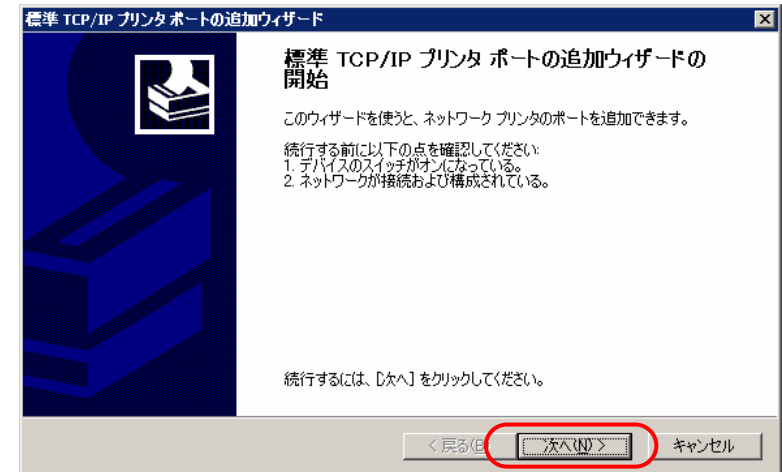 標準 TCP/IP プリンタ ポートの追加ウィザード
標準 TCP/IP プリンタ ポートの追加ウィザードの
開始
このウィザードを使うと、ネットワーク プリンタのポートを追加できます。
続行する前に以下の点を確認してください:
1. デバイスのスイッチがオンになっている。
2. ネットワークが接続および構成されている。
続行するには、[次へ] をクリックしてください。
< 戻る(B
次へ(N) >
キャンセル